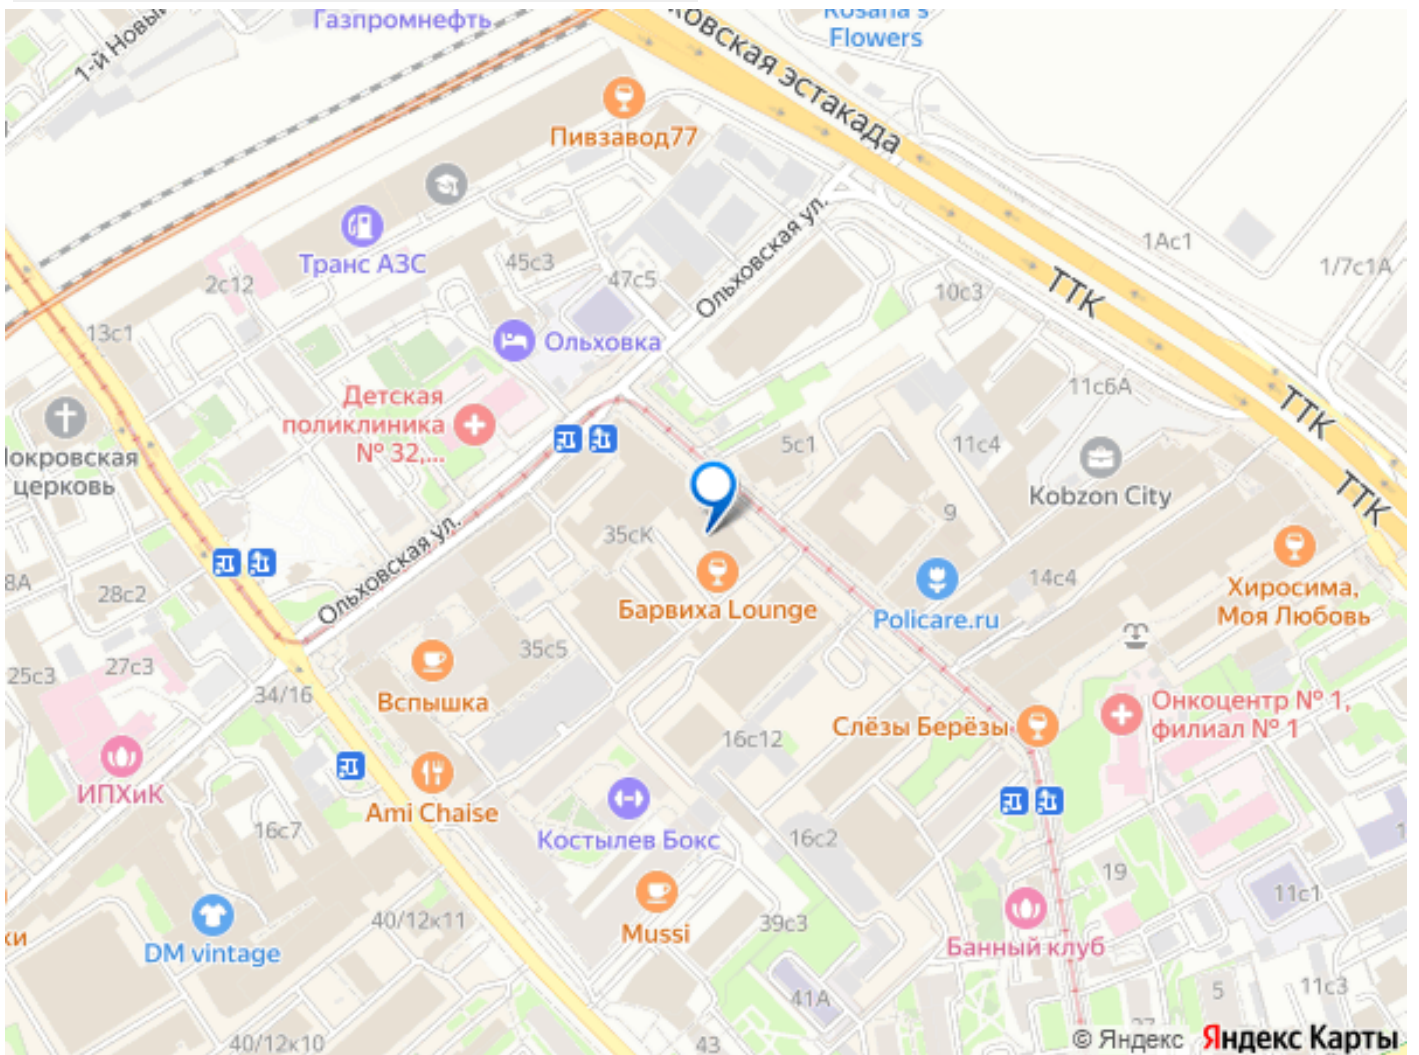 Газпромнефть
Rosaria's
Flowers
1-й Новый
овская эстакада
Пивзавод77
Транс АЗС
2с12
45с3
47с5
Ольховская ул.
1Ас1
1/7с1А
ТТК
10с3
13с1
Ольховка
Детская
поликлиника
№ 32,...
11с6А
ТТК
окровская
церковь
5с1
11с4
Kobzon City
ТТК
35сК
9
Ольховская ул.
8А
28с2
Барвиха Lounge
Policare.ru
14с4
Хиросима,
Моя Любовь
25с3
27с3
34/16
Вспышка
35с5
16с12
Слёзы Берёзы
Онкоцентр № 1,
филиал № 1
ИПХиК
16с7
Ami Chaise
Костылев Бокс
16с2
19
11с1
ки
DM vintage
40/12к11
Mussi
39с3
Банный клуб
41А
5
11с3
40/12к10
43
© Яндекс Яндекс Карты